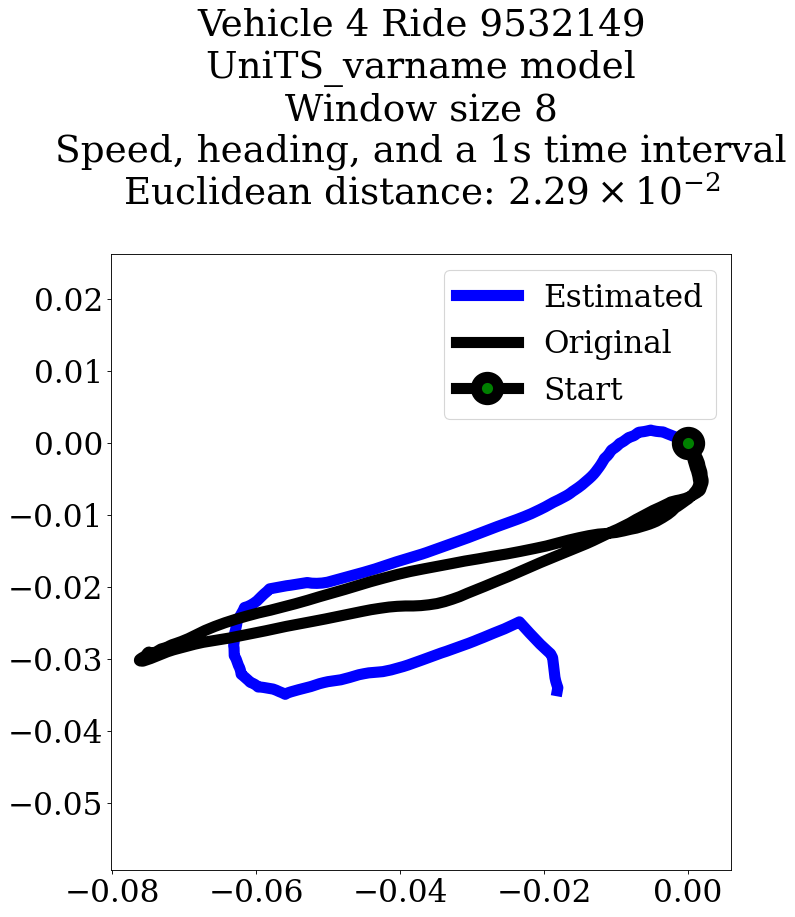 Vehicle 4 Ride 9532149
UniTS_varname model
Window size 8
Speed, heading, and a 1s time interval
Euclidean distance: 2.29 × 10⁻²
Estimated
Original
Start
0.02
0.01
0.00
−0.01
−0.02
−0.03
−0.04
−0.05
−0.08 −0.06 −0.04 −0.02 0.00